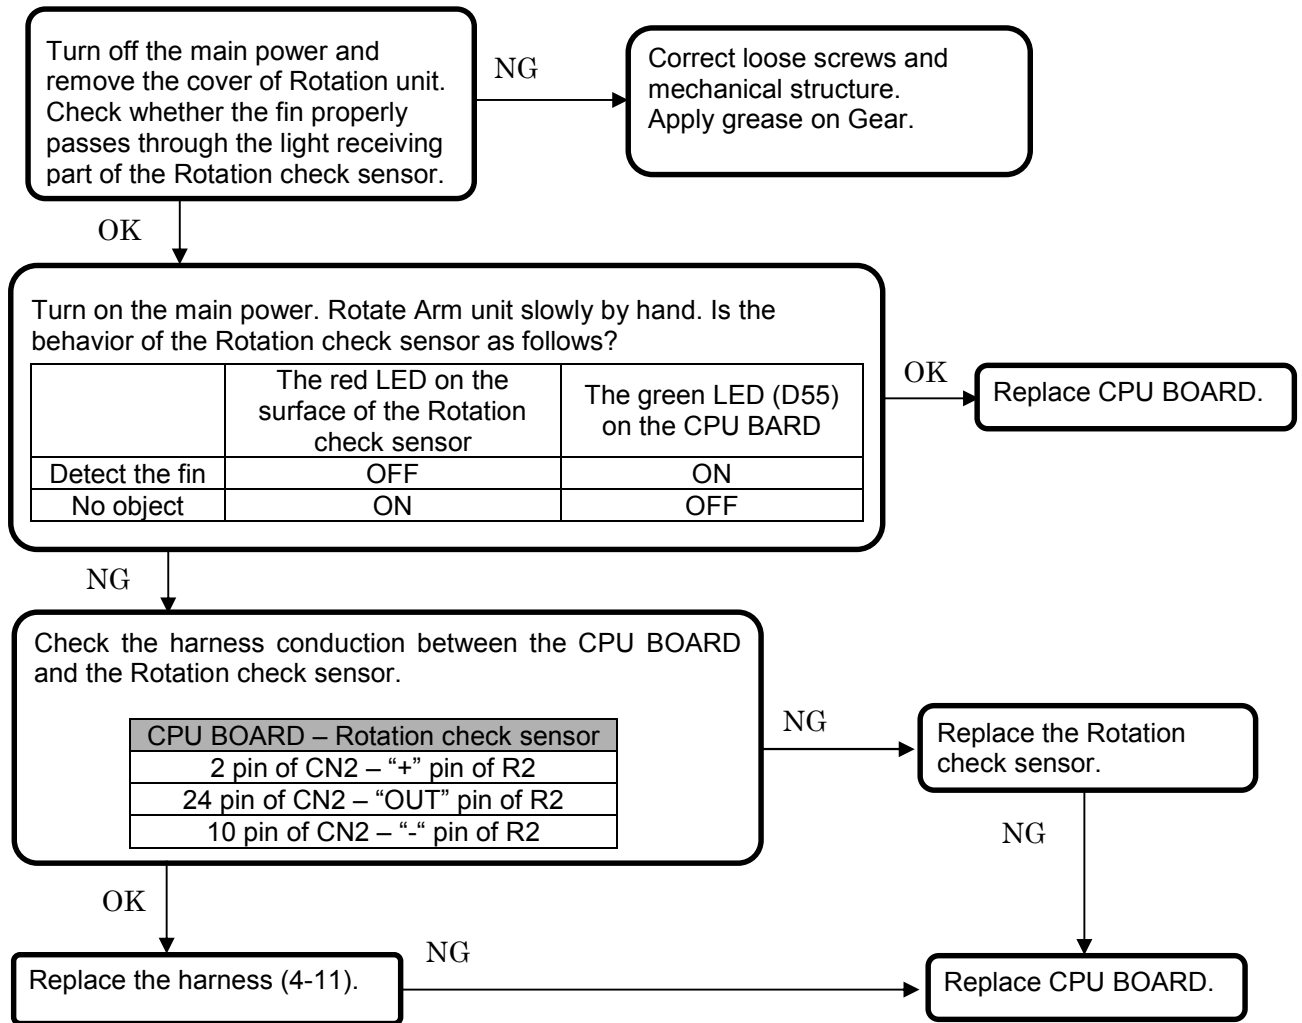 Turn off the main power and
remove the cover of Rotation unit.
Check whether the fin properly
passes through the light receiving
part of the Rotation check sensor.
NG
Correct loose screws and
mechanical structure.
Apply grease on Gear.
OK
Turn on the main power. Rotate Arm unit slowly by hand. Is the
behavior of the Rotation check sensor as follows?
The red LED on the
surface of the Rotation
check sensor
The green LED (D55)
on the CPU BARD
Detect the fin OFF ON
No object ON OFF
OK
Replace CPU BOARD.
NG
Check the harness conduction between the CPU BOARD
and the Rotation check sensor.
CPU BOARD – Rotation check sensor
2 pin of CN2 – “+” pin of R2
24 pin of CN2 – “OUT” pin of R2
10 pin of CN2 – “-“ pin of R2
NG
Replace the Rotation
check sensor.
NG
OK
Replace the harness (4-11).
NG
Replace CPU BOARD.